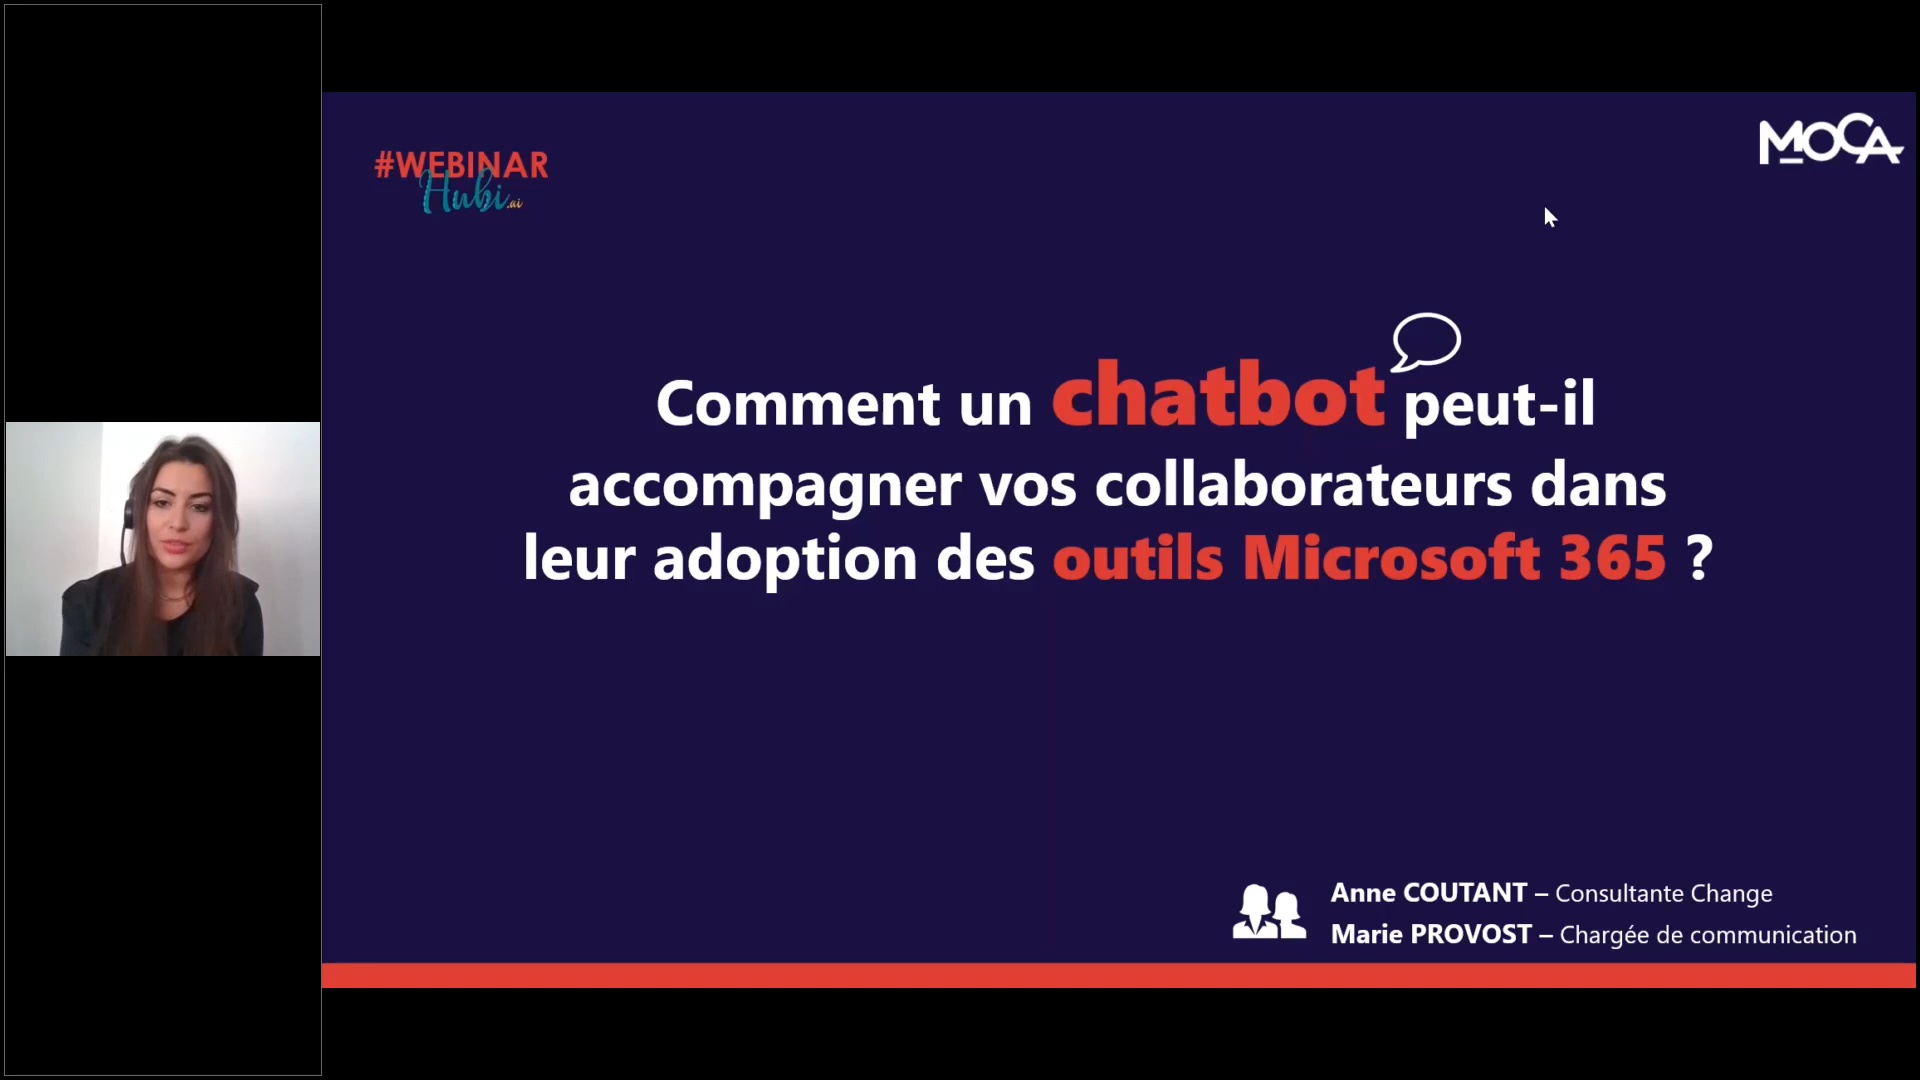 #WEBINAR
Hubi.ai
MOCA
Comment un chatbot peut-il
accompagner vos collaborateurs dans
leur adoption des outils Microsoft 365 ?
Anne COUTANT – Consultante Change
Marie PROVOST – Chargée de communication